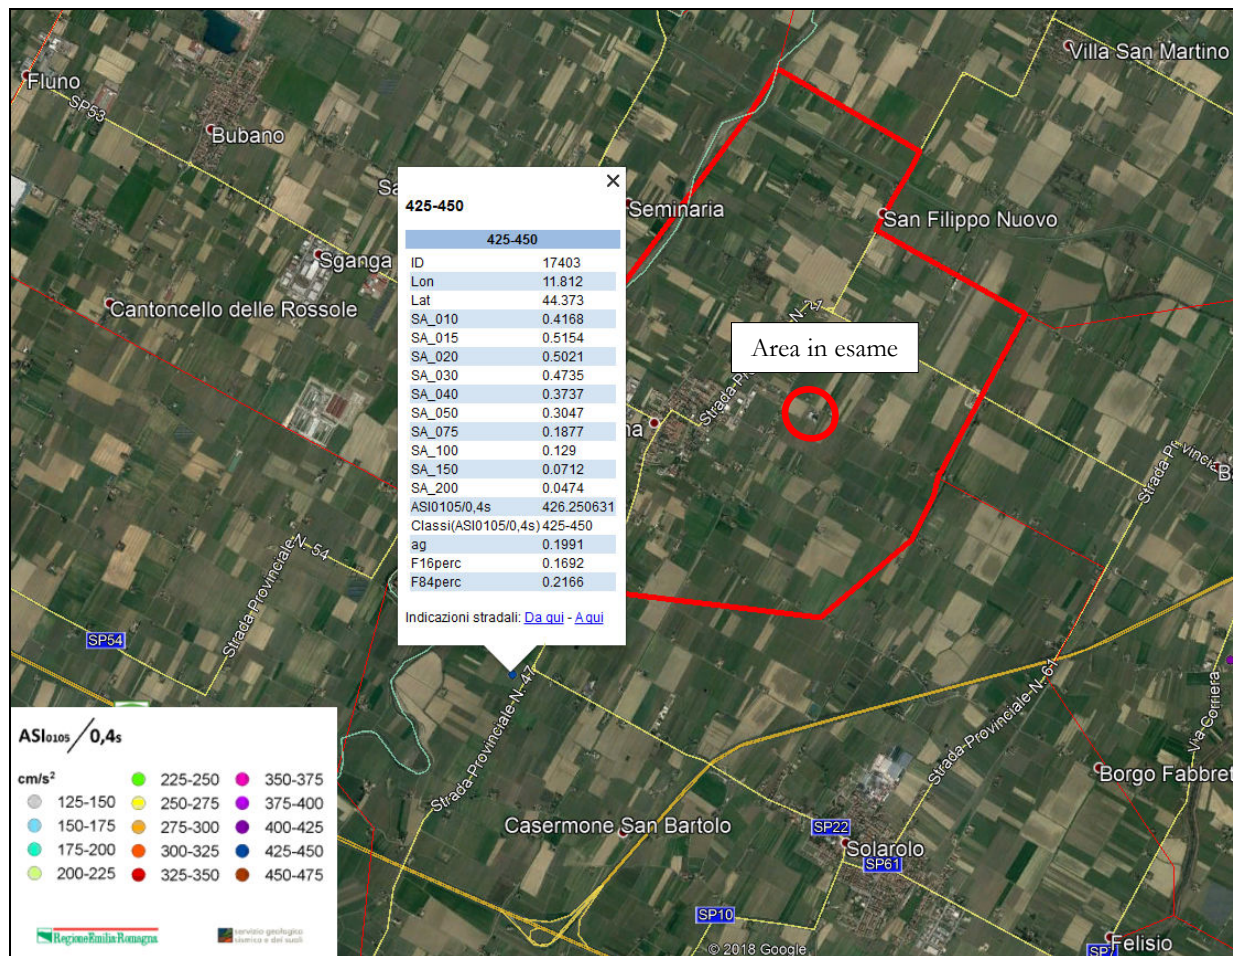 Villa San Martino
Fluno
SP53
Bubano
425-450
Seminaria
San Filippo Nuovo
425-450
ID 17403
Lon 11.812
Lat 44.373
SA_010 0.4168
SA_015 0.5154
SA_020 0.5021
SA_030 0.4735
SA_040 0.3737
SA_050 0.3047
SA_075 0.1877
SA_100 0.129
SA_150 0.0712
SA_200 0.0474
ASI0105/0,4s 426.250631
Classi(ASI0105/0,4s) 425-450
ag 0.1991
F16perc 0.1692
F84perc 0.2166
Indicazioni stradali: Da qui - A qui
Sganga
Cantoncello delle Rossole
Area in esame
Strada Provinciale N. 54
SP54
Strada Provinciale N. 47
Strada Provinciale N. 61
Via Corriera
Casermone San Bartolo
SP22
Solarolo
SP61
SP10
Felisio
© 2018 Google
ASI0105/0,4s
cm/s²
125-150
150-175
175-200
200-225
225-250
250-275
275-300
300-325
325-350
350-375
375-400
400-425
425-450
450-475
RegioneEmiliaRomagna
servizio geologico
sismico e dei suoli